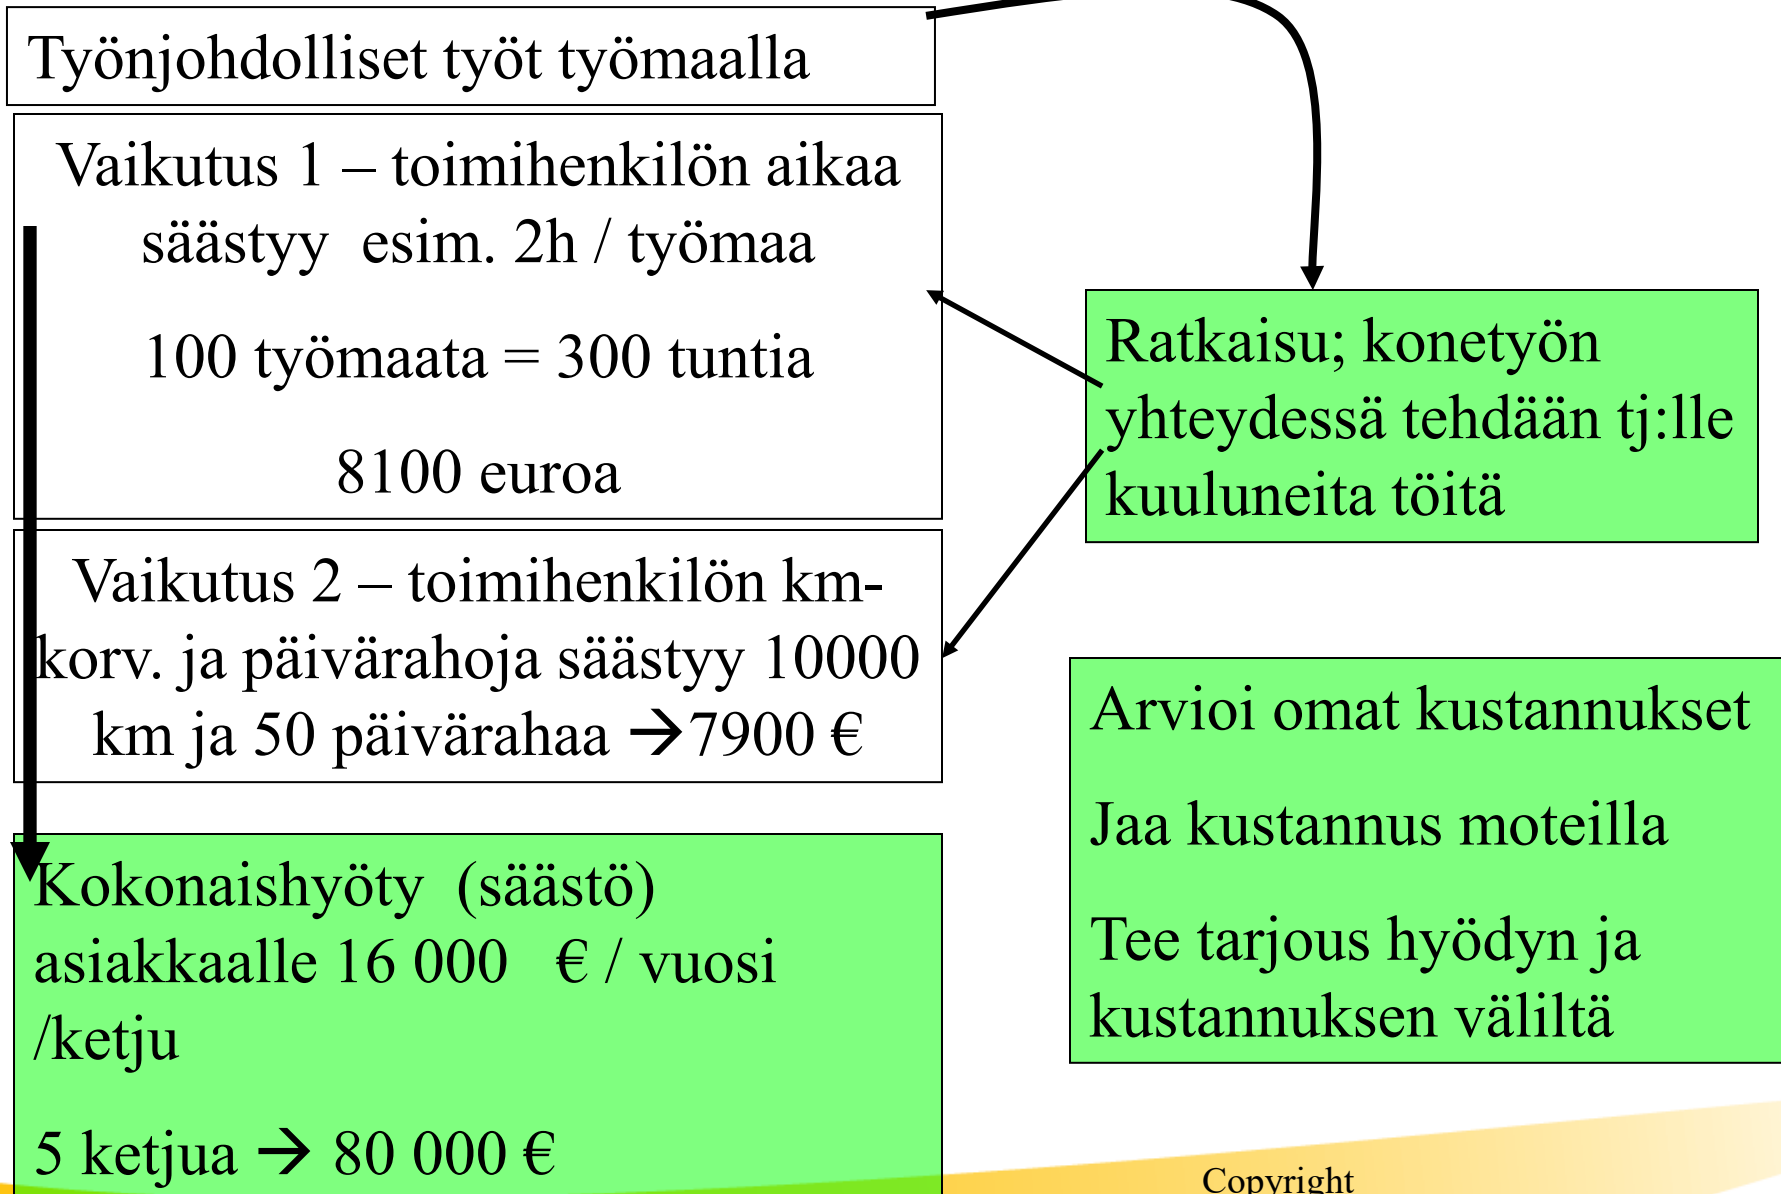 Työnjohdolliset työt työmaalla
Vaikutus 1 – toimihenkilön aikaa
säästyy esim. 2h / työmaa
100 työmaata = 300 tuntia
8100 euroa
Vaikutus 2 – toimihenkilön km-
korv. ja päivärahoja säästyy 10000
km ja 50 päivärahaa →7900 €
Kokonaishyöty (säästö)
asiakkaalle 16 000 € / vuosi
/ketju
5 ketjua → 80 000 €
Ratkaisu; konetyön
yhteydessä tehdään tj:lle
kuuluneita töitä
Arvioi omat kustannukset
Jaa kustannus moteilla
Tee tarjous hyödyn ja
kustannuksen väliltä
Copyright